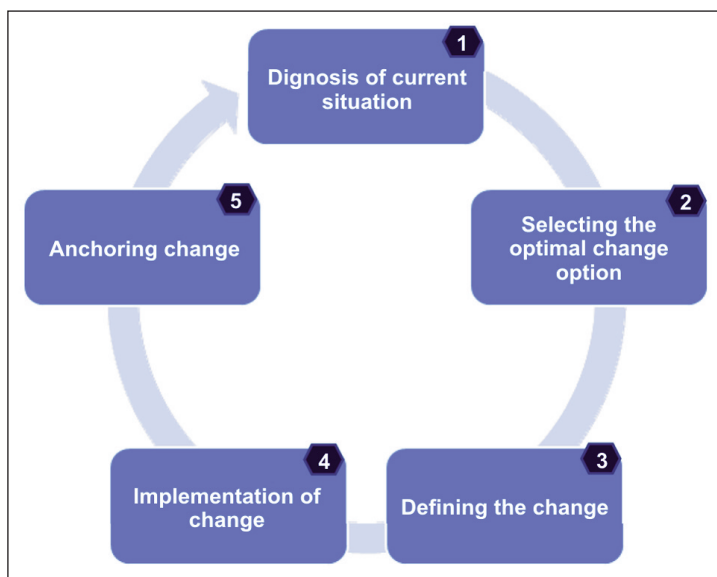 1
Dignosis of current
situation
2
Selecting the
optimal change
option
3
Defining the change
4
Implementation of
change
5
Anchoring change